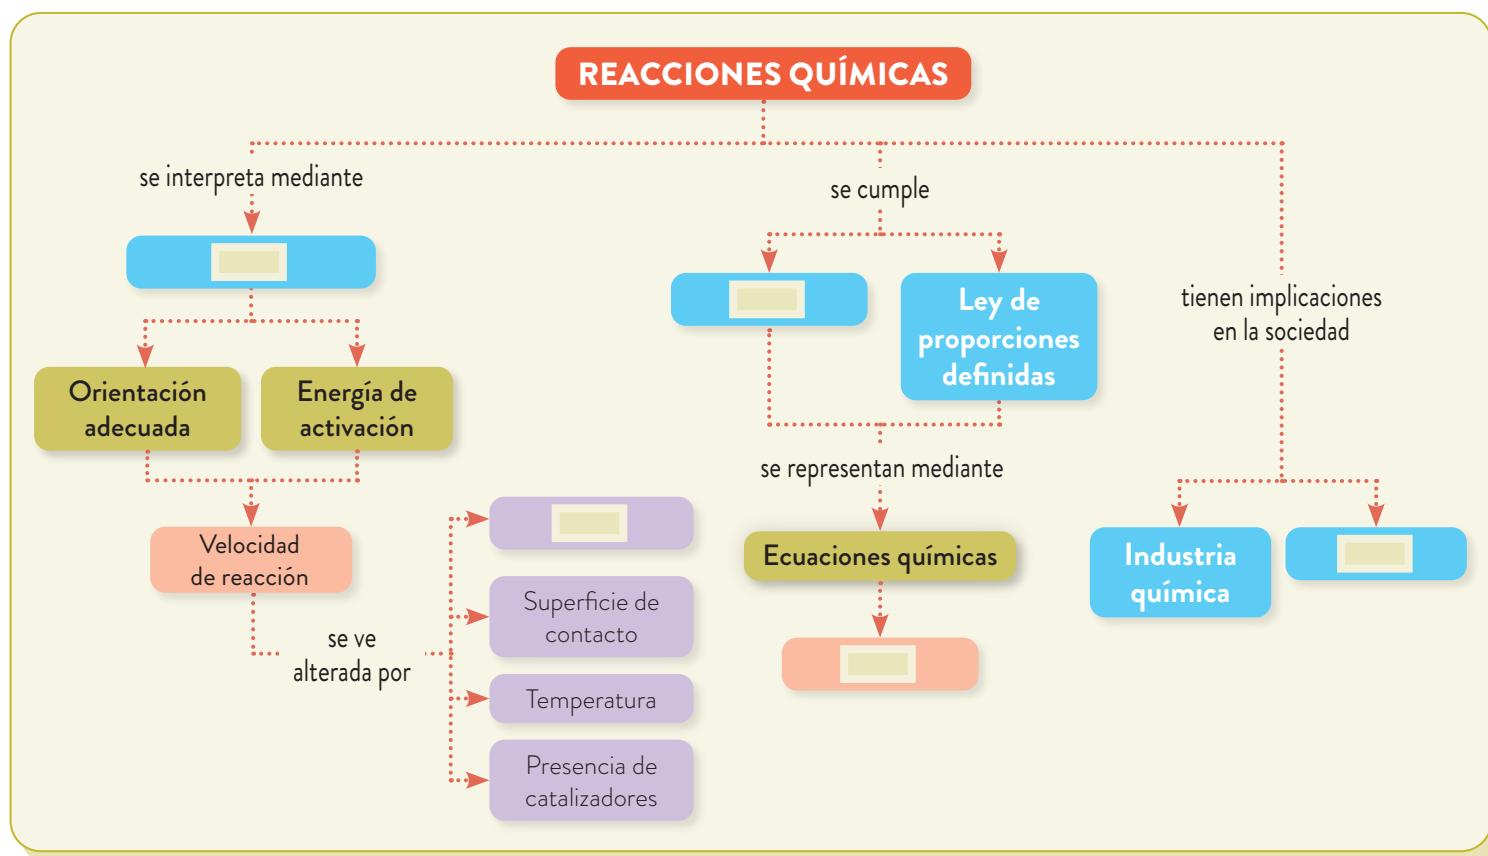 REACCIONES QUÍMICAS
se interpreta mediante
Orientación
adecuada
Energía de
activación
Velocidad
de reacción
se ve
alterada por
Superficie de
contacto
Temperatura
Presencia de
catalizadores
se cumple
Ley de
proporciones
definidas
se representan mediante
Ecuaciones químicas
tienen implicaciones
en la sociedad
Industria
química